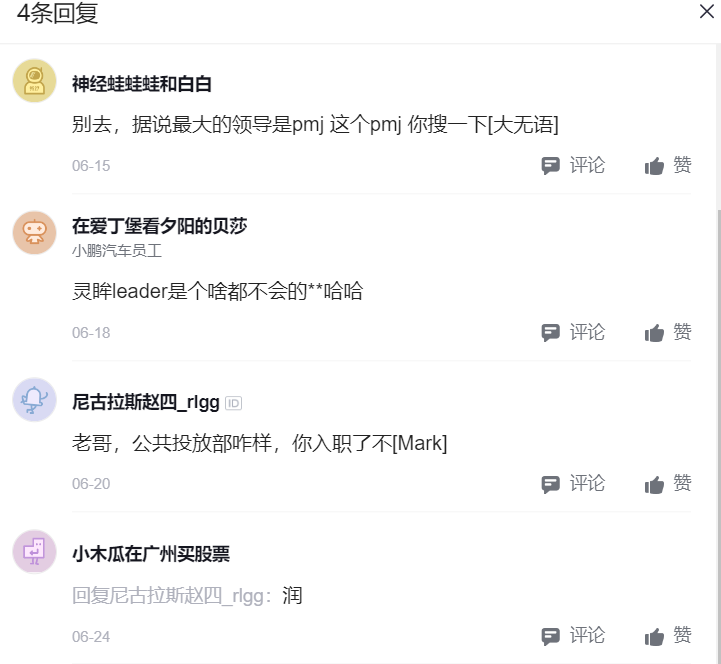 4条回复
神经蛙蛙蛙和白白
别去，据说最大的领导是pmj 这个pmj 你搜一下[大无语]
06-15
评论
赞
在爱丁堡看夕阳的贝莎
小鹏汽车员工
灵眸leader是个啥都不会的**哈哈
06-18
评论
赞
尼古拉斯赵四_rlgg
ID
老哥，公共投放部咋样，你入职了不[Mark]
06-20
评论
赞
小木瓜在广州买股票
回复尼古拉斯赵四_rlgg：润
06-24
评论
赞